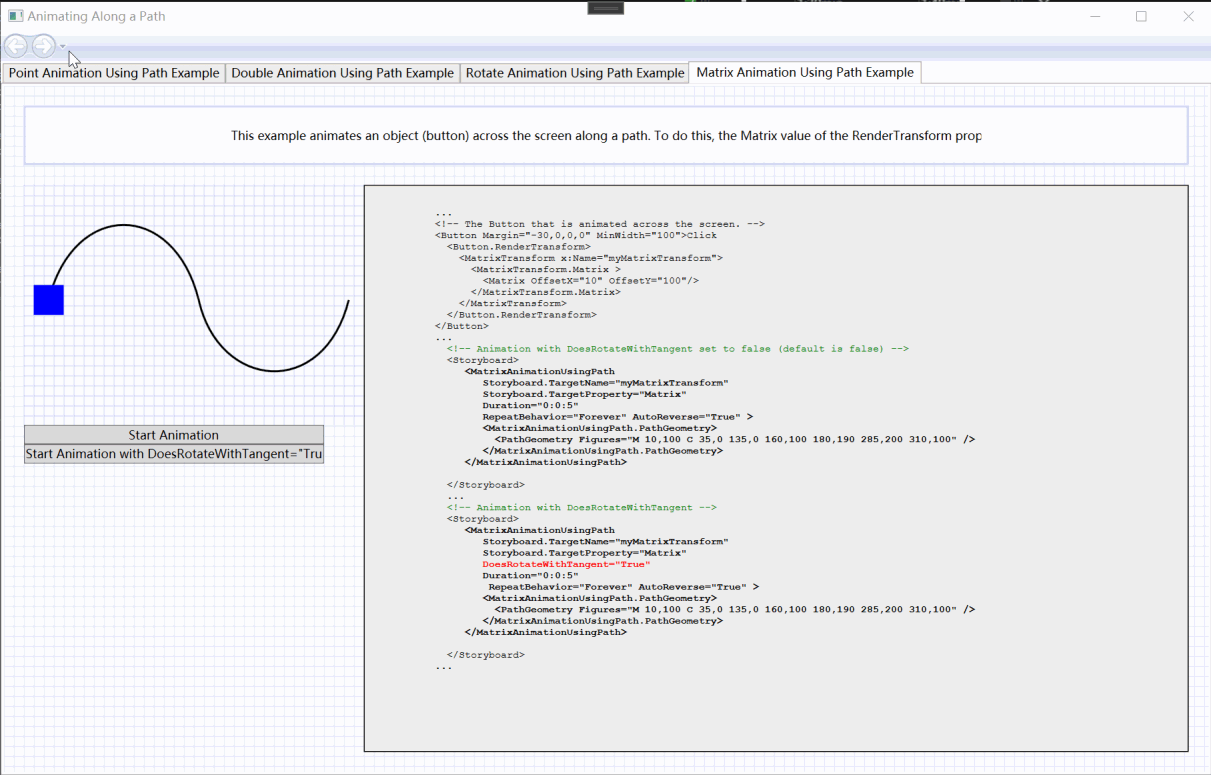 Animating Along a Path
Point Animation Using Path Example
Double Animation Using Path Example
Rotate Animation Using Path Example
Matrix Animation Using Path Example
This example animates an object (button) across the screen along a path. To do this, the Matrix value of the RenderTransform prop
Start Animation
Start Animation with DoesRotateWithTangent="Tru
...
<!-- The Button that is animated across the screen. -->
<Button Margin="-30,0,0,0" MinWidth="100">Click
<Button.RenderTransform>
<MatrixTransform x:Name="myMatrixTransform">
<MatrixTransform.Matrix >
<Matrix OffsetX="10" OffsetY="100"/>
</MatrixTransform.Matrix>
</MatrixTransform>
</Button.RenderTransform>
</Button>
...
<!-- Animation with DoesRotateWithTangent set to false (default is false) -->
<Storyboard>
<MatrixAnimationUsingPath
Storyboard.TargetName="myMatrixTransform"
Storyboard.TargetProperty="Matrix"
Duration="0:0:5"
RepeatBehavior="Forever" AutoReverse="True" >
<MatrixAnimationUsingPath.PathGeometry>
<PathGeometry Figures="M 10,100 C 35,0 135,0 160,100 180,190 285,200 310,100" />
</MatrixAnimationUsingPath.PathGeometry>
</MatrixAnimationUsingPath>
</Storyboard>
...
<!-- Animation with DoesRotateWithTangent -->
<Storyboard>
<MatrixAnimationUsingPath
Storyboard.TargetName="myMatrixTransform"
Storyboard.TargetProperty="Matrix"
DoesRotateWithTangent="True"
Duration="0:0:5"
RepeatBehavior="Forever" AutoReverse="True" >
<MatrixAnimationUsingPath.PathGeometry>
<PathGeometry Figures="M 10,100 C 35,0 135,0 160,100 180,190 285,200 310,100" />
</MatrixAnimationUsingPath.PathGeometry>
</MatrixAnimationUsingPath>
</Storyboard>
...